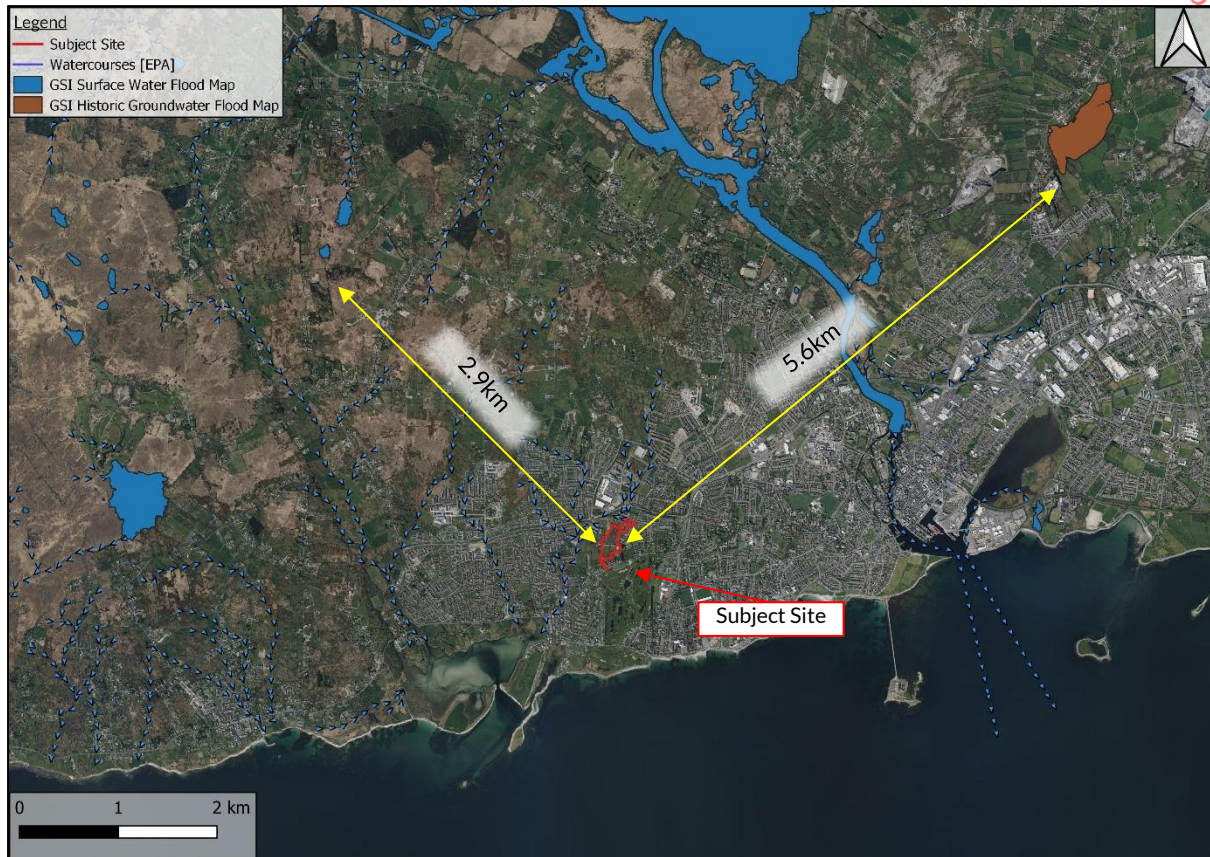 Legend
Subject Site
Watercourses [EPA]
GSI Surface Water Flood Map
GSI Historic Groundwater Flood Map
2.9km
5.6km
Subject Site
0 1 2 km